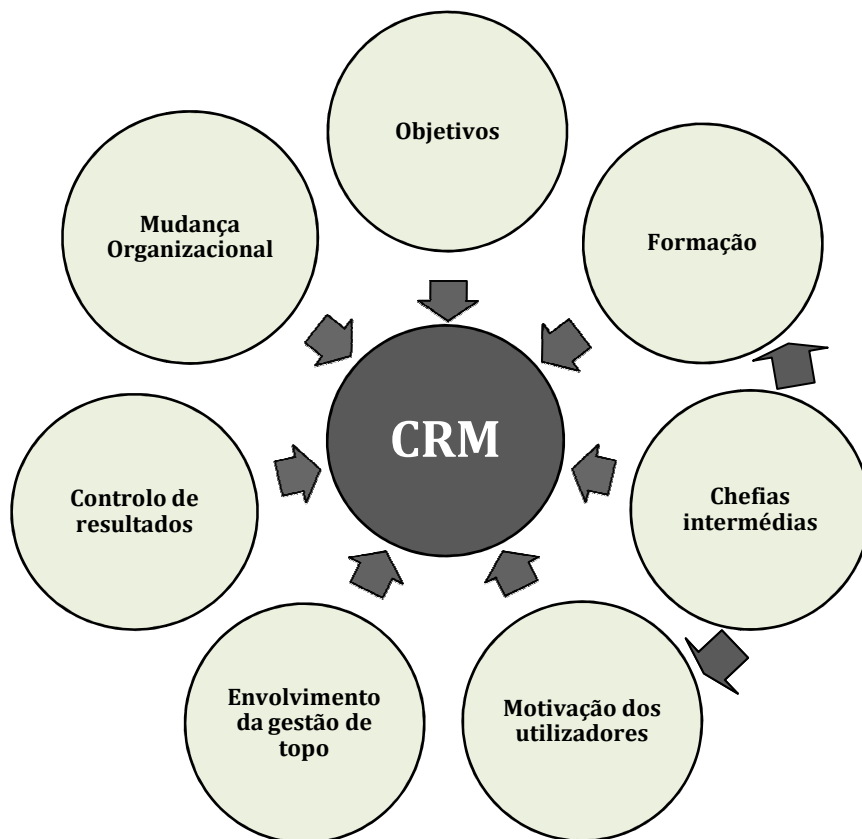 Objetivos
Mudança
Organizacional
Formação
CRM
Controlo de
resultados
Chefias
intermédias
Envolvimento
da gestão de
topo
Motivação dos
utilizadores